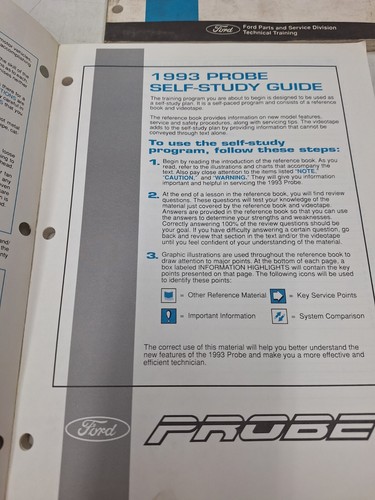 Ford
Ford Parts and Service Division
Technical Training
1993 PROBE
SELF-STUDY GUIDE
The training program you are about to begin is designed to be used as
a self-study plan. It is a self-paced program and consists of a reference
book and videotape.
The reference book provides information on new model features,
service and safety procedures, along with servicing tips. The videotape
adds to the self-study plan by providing information that cannot be
conveyed through text alone.
To use the self-study
program, follow these steps:
1. Begin by reading the introduction of the reference book. As you
read, refer to the illustrations and charts that accompany the
text. Also pay close attention to the items listed "NOTE,"
"CAUTION," and "WARNING." They will give you information
important and helpful in servicing the 1993 Probe.
2. At the end of a lesson in the reference book, you will find review
questions. These questions will test your knowledge of the
material just covered by the reference book and videotape.
Answers are provided in the reference book so that you can use
the answers to determine your strengths and weaknesses.
Correctly answering 100% of the review questions should be
your goal. If you have difficulty answering a certain question, go
back and review that section in the text and/or the videotape
until you feel confident of your understanding of the material.
3. Graphic illustrations are used throughout the reference book to
draw attention to major points. At the bottom of each page, a
box labeled INFORMATION HIGHLIGHTS will contain the key
points presented on that page. The following icons will be used
to identify these points:
= Other Reference Material
= Key Service Points
= Important Information
= System Comparison
The correct use of this material will help you better understand the
new features of the 1993 Probe and make you a more effective and
efficient technician.
Ford
PROBE